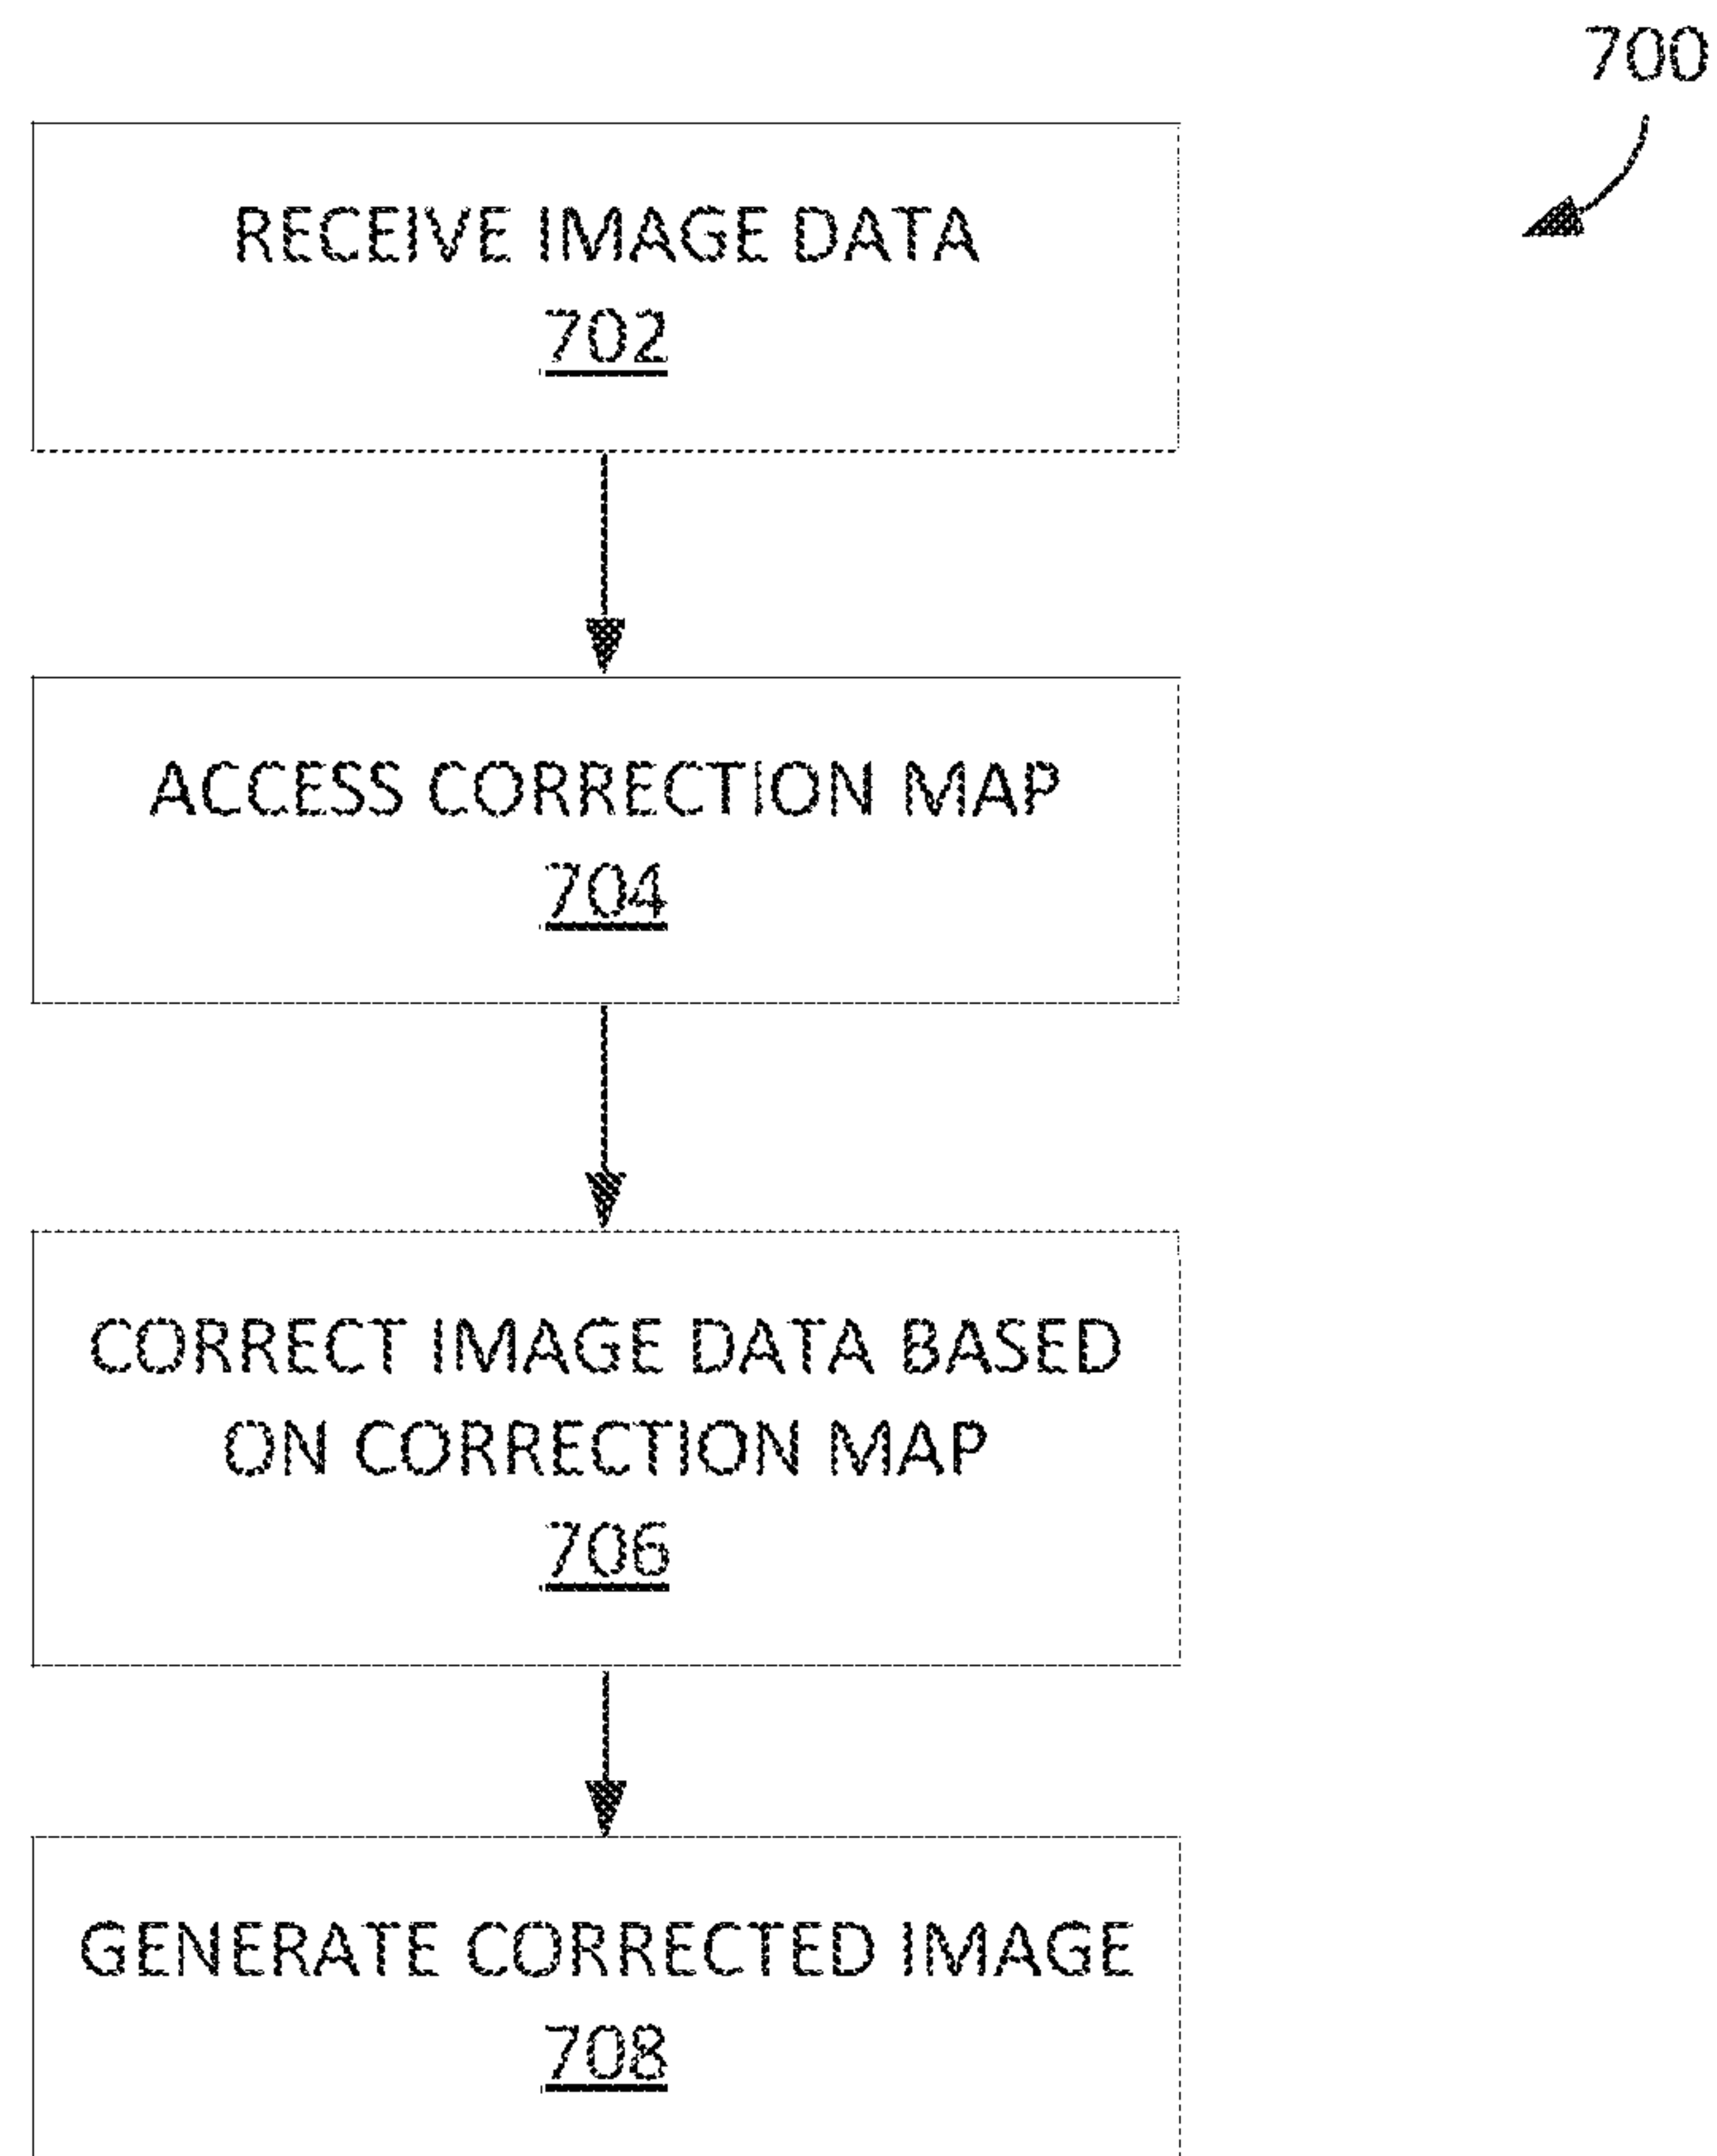 700
RECEIVE IMAGE DATA
702
ACCESS CORRECTION MAP
704
CORRECT IMAGE DATA BASED
ON CORRECTION MAP
706
GENERATE CORRECTED IMAGE
708